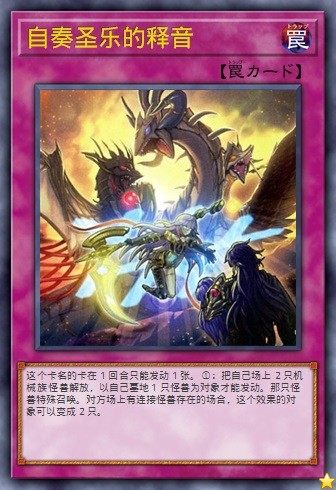 自奏圣乐的释音
罠
トラップ
【罠カード】
这个卡名的卡在 1 回合只能发动 1 张。①：把自己场上 2 只机
械族怪兽解放，以自己墓地 1 只怪兽为对象才能发动。那只怪
兽特殊召唤。对方场上有连接怪兽存在的场合，这个效果的对
象可以变成 2 只。